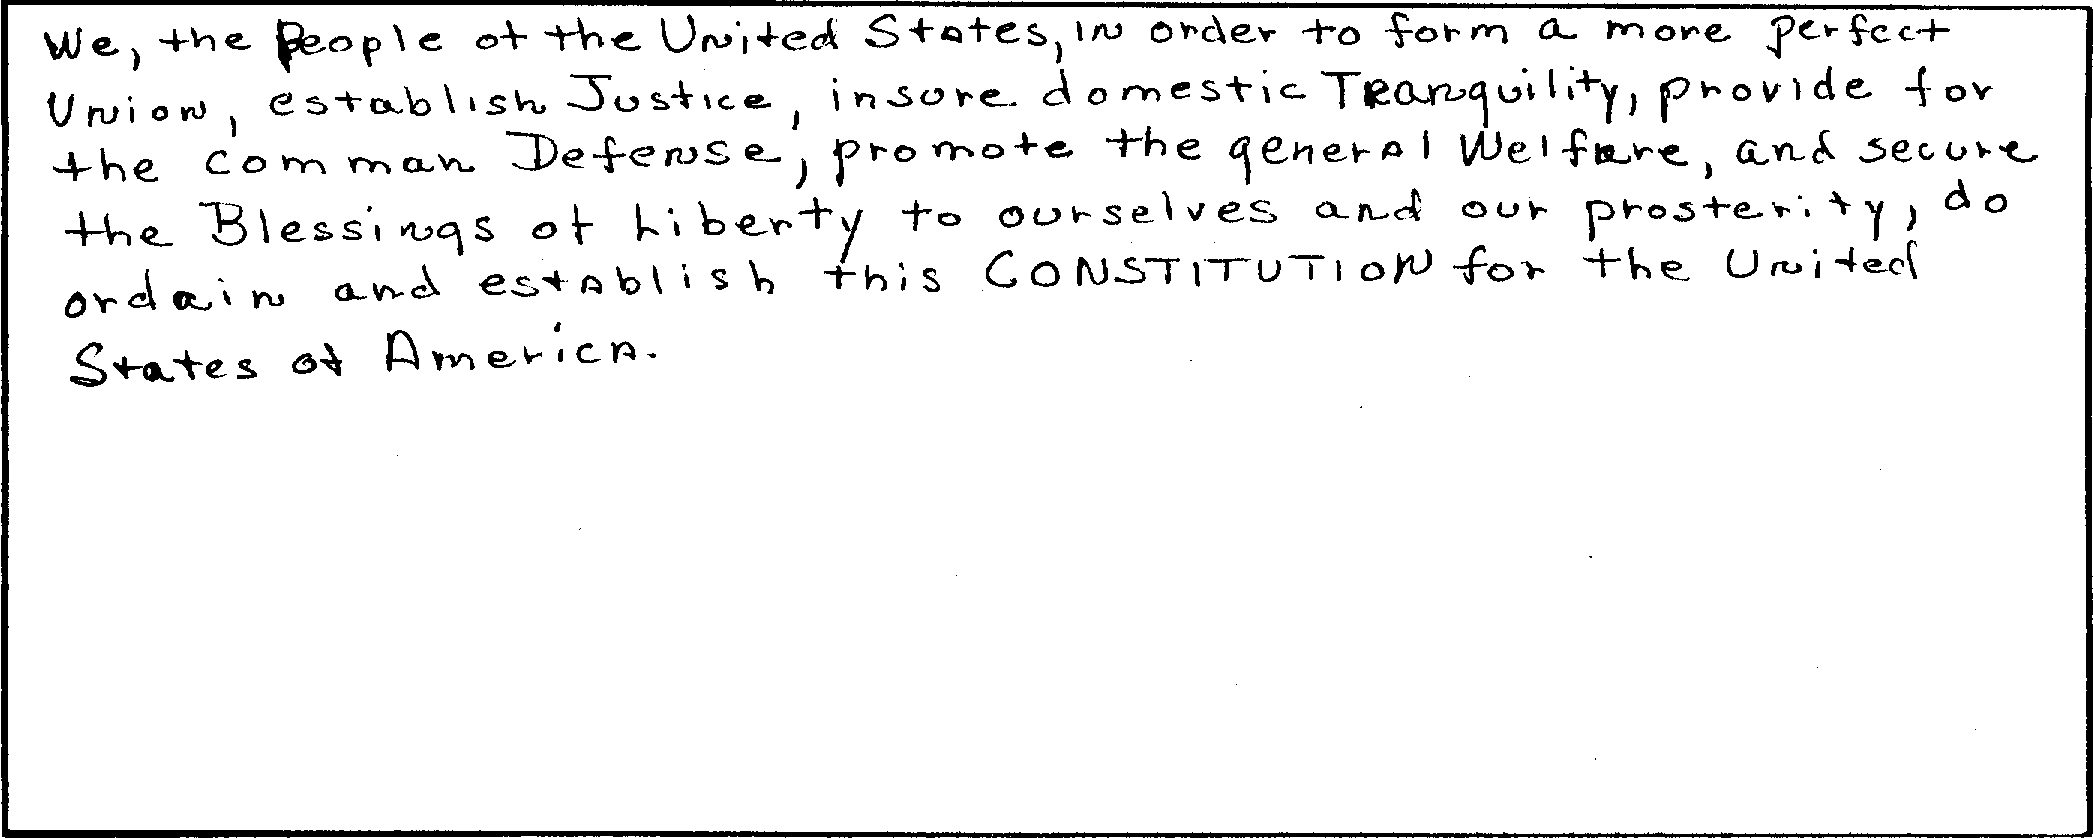 We, the People of the United States, in order to form a more perfect
Union, establish Justice, insure domestic Tranquility, provide for
the comman Defense, promote the general Welfare, and secure
the Blessings of Liberty to ourselves and our prosterity, do
ordain and establish this CONSTITUTION for the United
States of America.